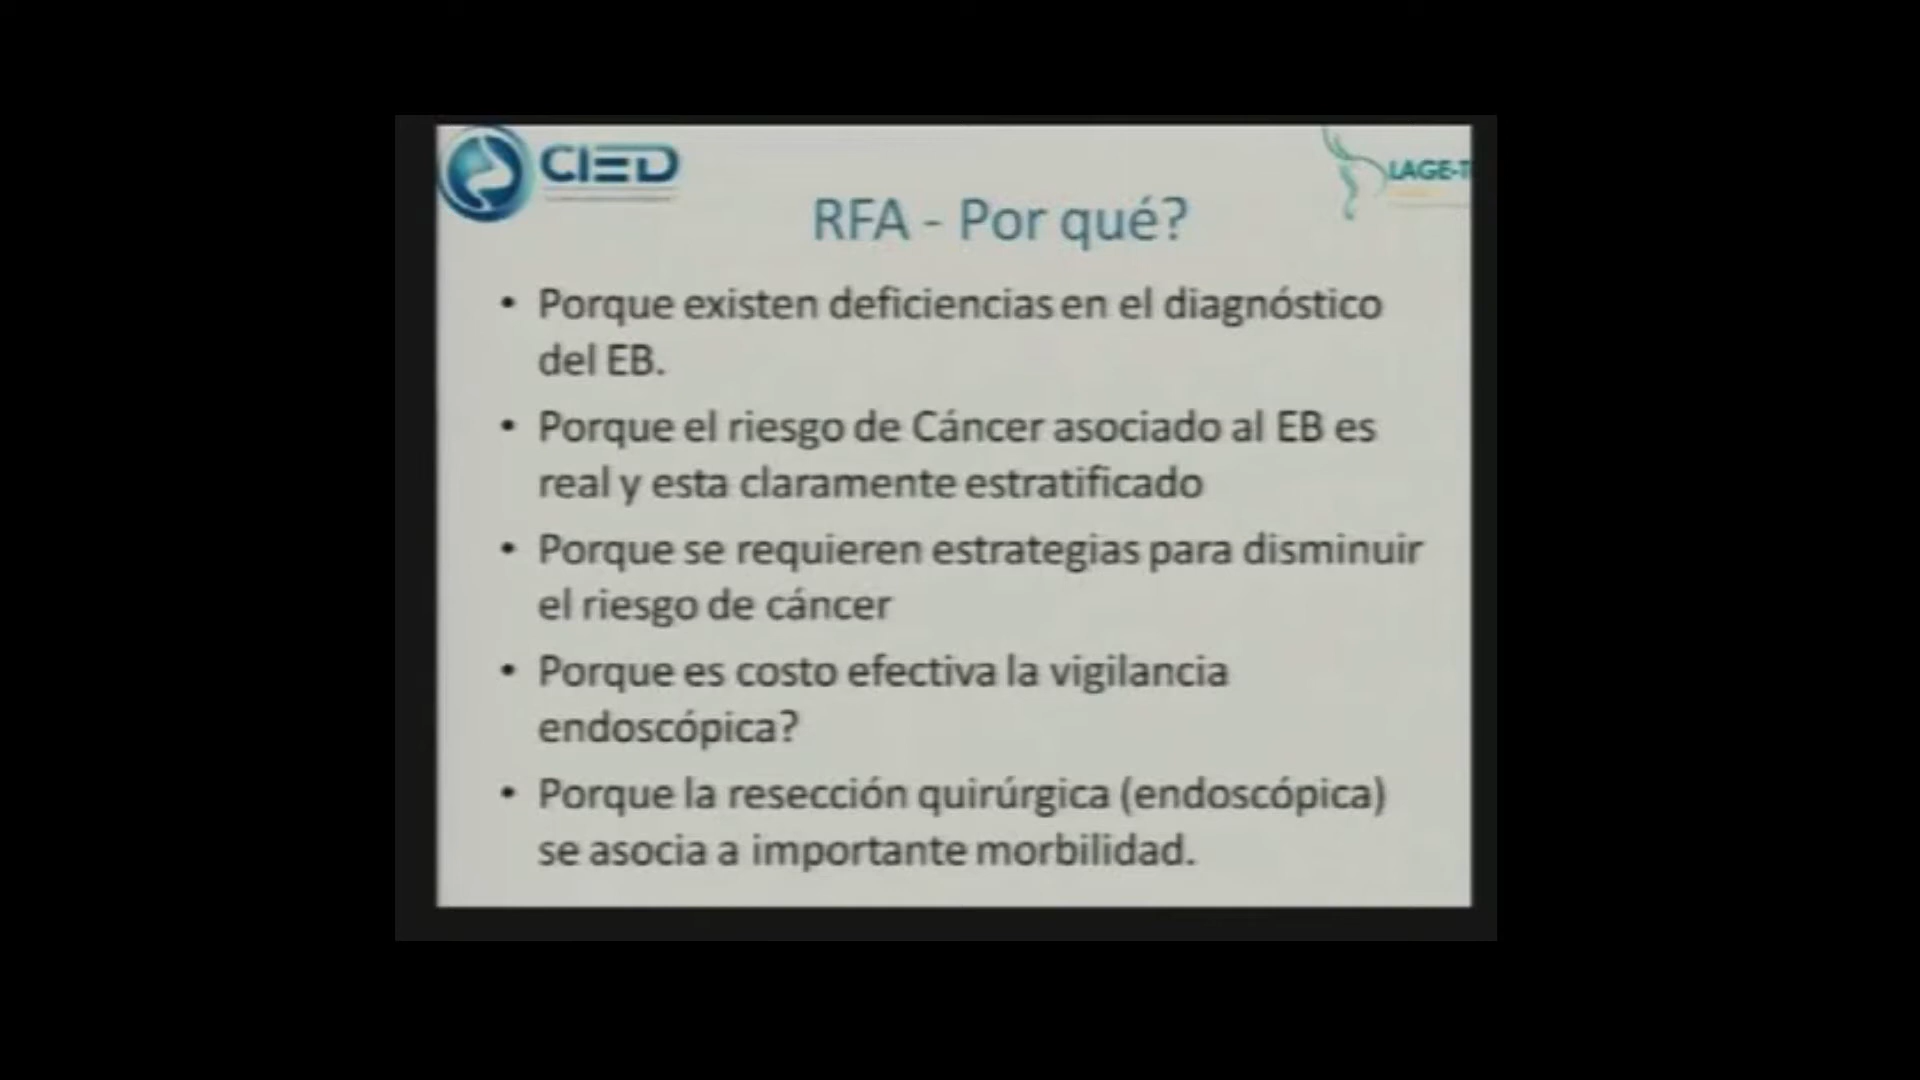 CIED
LAGE-T
RFA - Por qué?
• Porque existen deficiencias en el diagnóstico
del EB.
• Porque el riesgo de Cáncer asociado al EB es
real y esta claramente estratificado
• Porque se requieren estrategias para disminuir
el riesgo de cáncer
• Porque es costo efectiva la vigilancia
endoscópica?
• Porque la resección quirúrgica (endoscópica)
se asocia a importante morbilidad.